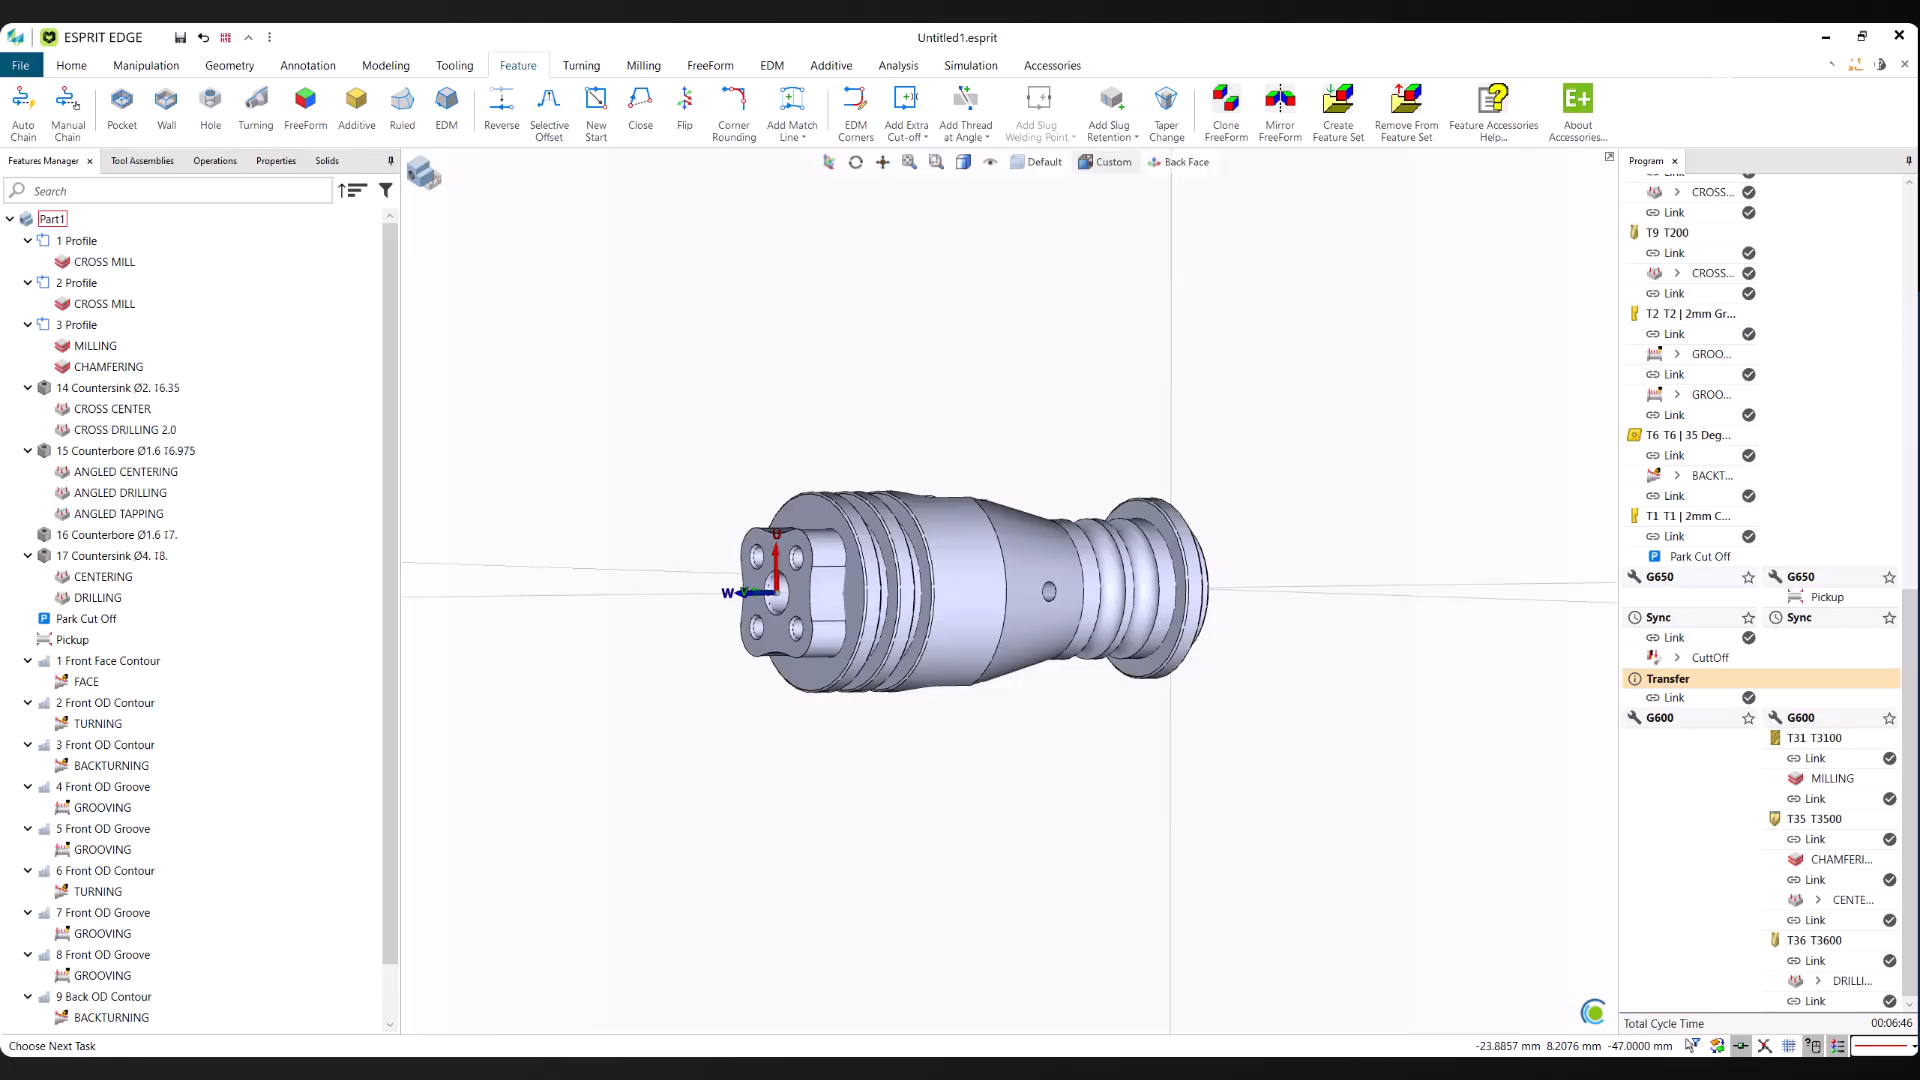 ESPRIT EDGE
Untitled1.esprit
File Home Manipulation Geometry Annotation Modeling Tooling Feature Turning Milling FreeForm EDM Additive Analysis Simulation Accessories
Auto Chain
Manual Chain
Pocket
Wall
Hole
Turning
FreeForm
Additive
Ruled
EDM
Reverse
Selective Offset
New Start
Close
Flip
Corner Rounding
Add Match Line
EDM Corners
Add Extra Cut-off
Add Thread at Angle
Add Slug Welding Point
Add Slug Retention
Taper Change
Clone FreeForm
Mirror FreeForm
Create Feature Set
Remove From Feature Set
Feature Accessories Help...
E+
About Accessories...
Features Manager Tool Assemblies Operations Properties Solids
Search
Part1
1 Profile
CROSS MILL
2 Profile
CROSS MILL
3 Profile
MILLING
CHAMFERING
14 Countersink Ø2. ↧6.35
CROSS CENTER
CROSS DRILLING 2.0
15 Counterbore Ø1.6 ↧6.975
ANGLED CENTERING
ANGLED DRILLING
ANGLED TAPPING
16 Counterbore Ø1.6 ↧7.
17 Countersink Ø4. ↧8.
CENTERING
DRILLING
Park Cut Off
Pickup
1 Front Face Contour
FACE
2 Front OD Contour
TURNING
3 Front OD Contour
BACKTURNING
4 Front OD Groove
GROOVING
5 Front OD Groove
GROOVING
6 Front OD Contour
TURNING
7 Front OD Groove
GROOVING
8 Front OD Groove
GROOVING
9 Back OD Contour
BACKTURNING
Default Custom Back Face
U
W
V
Program
Link
CROSS...
Link
T9 T200
Link
CROSS...
Link
T2 T2 | 2mm Gr...
Link
GROO...
Link
GROO...
Link
T6 T6 | 35 Deg...
Link
BACKT...
Link
T1 T1 | 2mm C...
Link
Park Cut Off
G650 G650
Pickup
Sync Sync
Link
CuttOff
Transfer
Link
G600 G600
T31 T3100
Link
MILLING
Link
T35 T3500
Link
CHAMFERI...
Link
CENTE...
Link
T36 T3600
Link
DRILLI...
Link
Total Cycle Time 00:06:46
Choose Next Task
-23.8857 mm 8.2076 mm -47.0000 mm